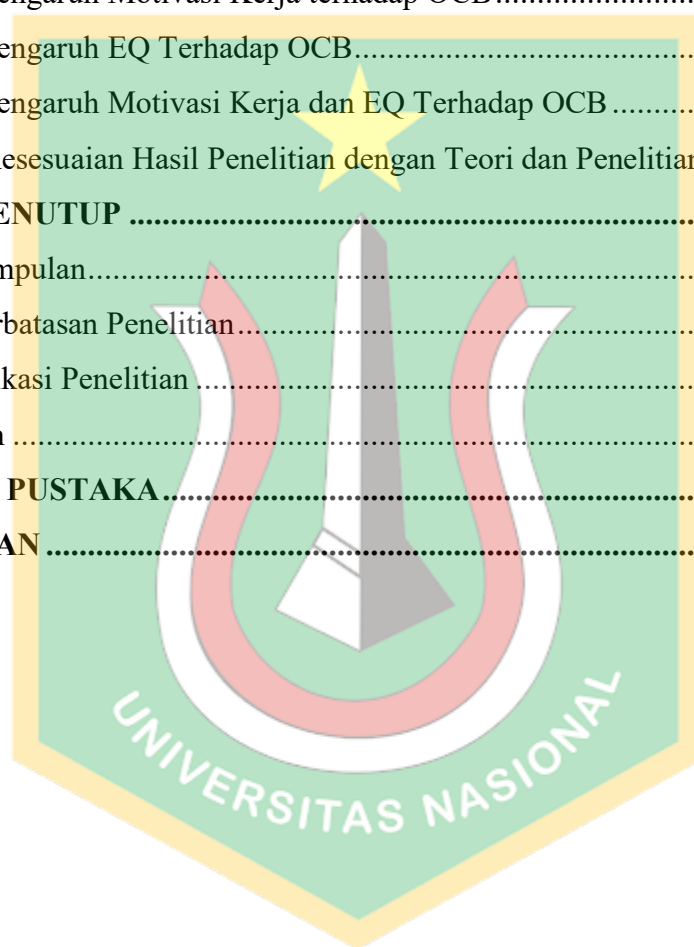 engaruh Motivasi Kerja terhadap OCB........................
engaruh EQ Terhadap OCB..........................................
engaruh Motivasi Kerja dan EQ Terhadap OCB..........
esesuaian Hasil Penelitian dengan Teori dan Penelitian
ENUTUP......................................................................
mpulan..........................................................................
rbatasan Penelitian........................................................
kasi Penelitian..............................................................
n....................................................................................
PUSTAKA..................................................................
AN................................................................................
UNIVERSITAS NASIONAL